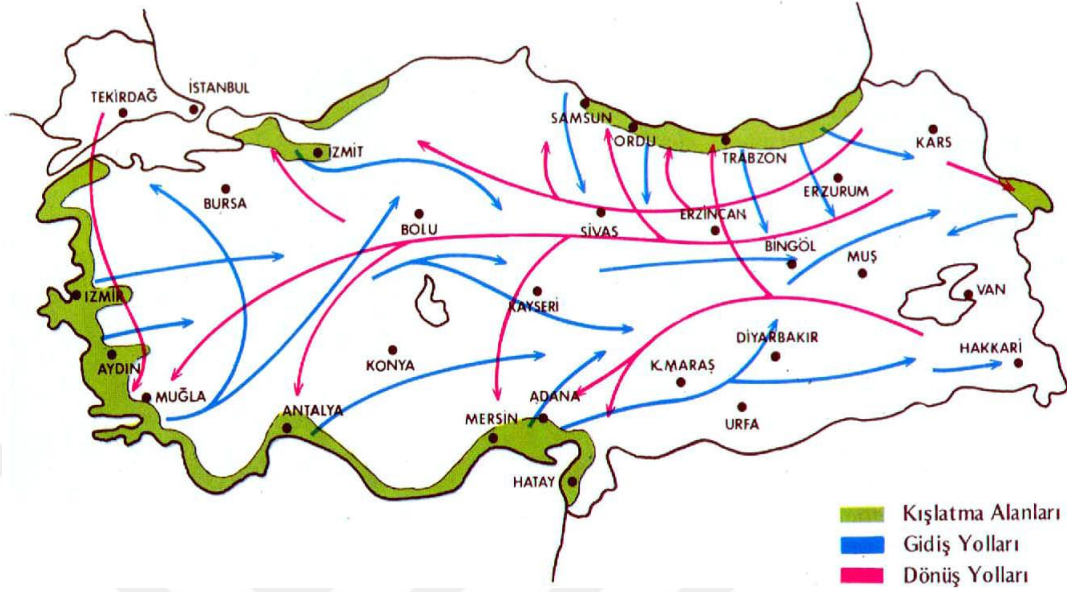 İSTANBUL
TEKİRDAĞ
SAMSUN
ORDU
TRABZON
KARS
İZMİT
BURSA
ERZURUM
BOLU
SİVAS
ERZİNCAN
BİNGÖL
MUŞ
VAN
İZMİR
KAYSERİ
DİYARBAKIR
HAKKARİ
AYDIN
KONYA
K.MARAŞ
MUĞLA
ANTALYA
MERSİN
ADANA
URFA
HATAY
Kışlatma Alanları
Gidiş Yolları
Dönüş Yolları